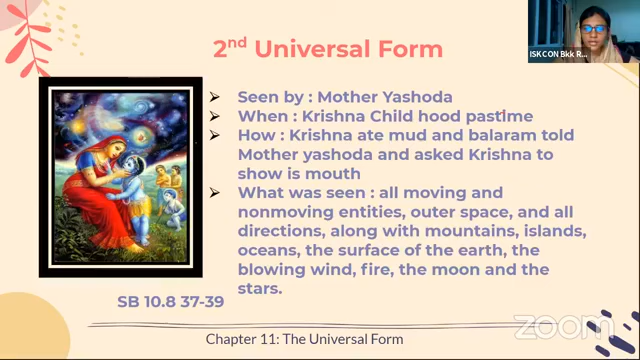 2nd Universal Form
ISKCON Bkk R...
Seen by : Mother Yashoda
When : Krishna Child hood pastime
How : Krishna ate mud and balaram told
Mother yashoda and asked Krishna to
show is mouth
What was seen : all moving and
nonmoving entities, outer space, and all
directions, along with mountains, islands,
oceans, the surface of the earth, the
blowing wind, fire, the moon and the
stars.
SB 10.8 37-39
zoom
Chapter 11: The Universal Form